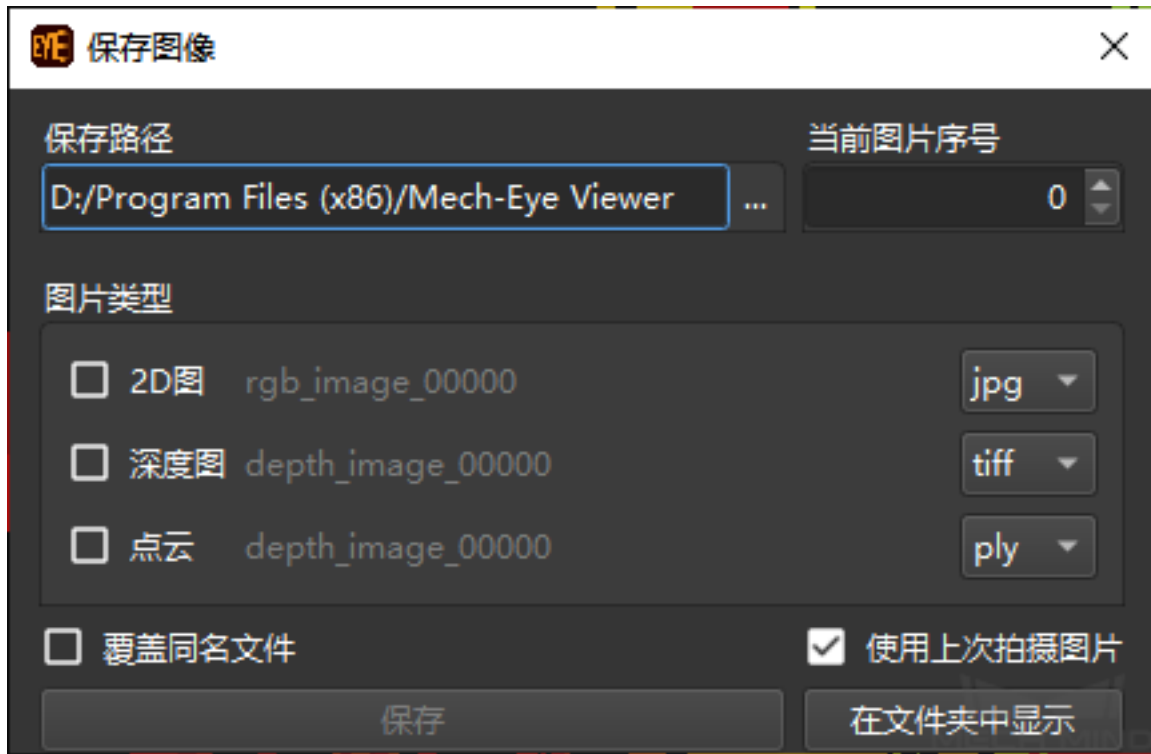 EYE 保存图像
保存路径 当前图片序号
D:/Program Files (x86)/Mech-Eye Viewer ... 0
图片类型
2D图 rgb_image_00000 jpg
深度图 depth_image_00000 tiff
点云 depth_image_00000 ply
覆盖同名文件 使用上次拍摄图片
保存 在文件夹中显示